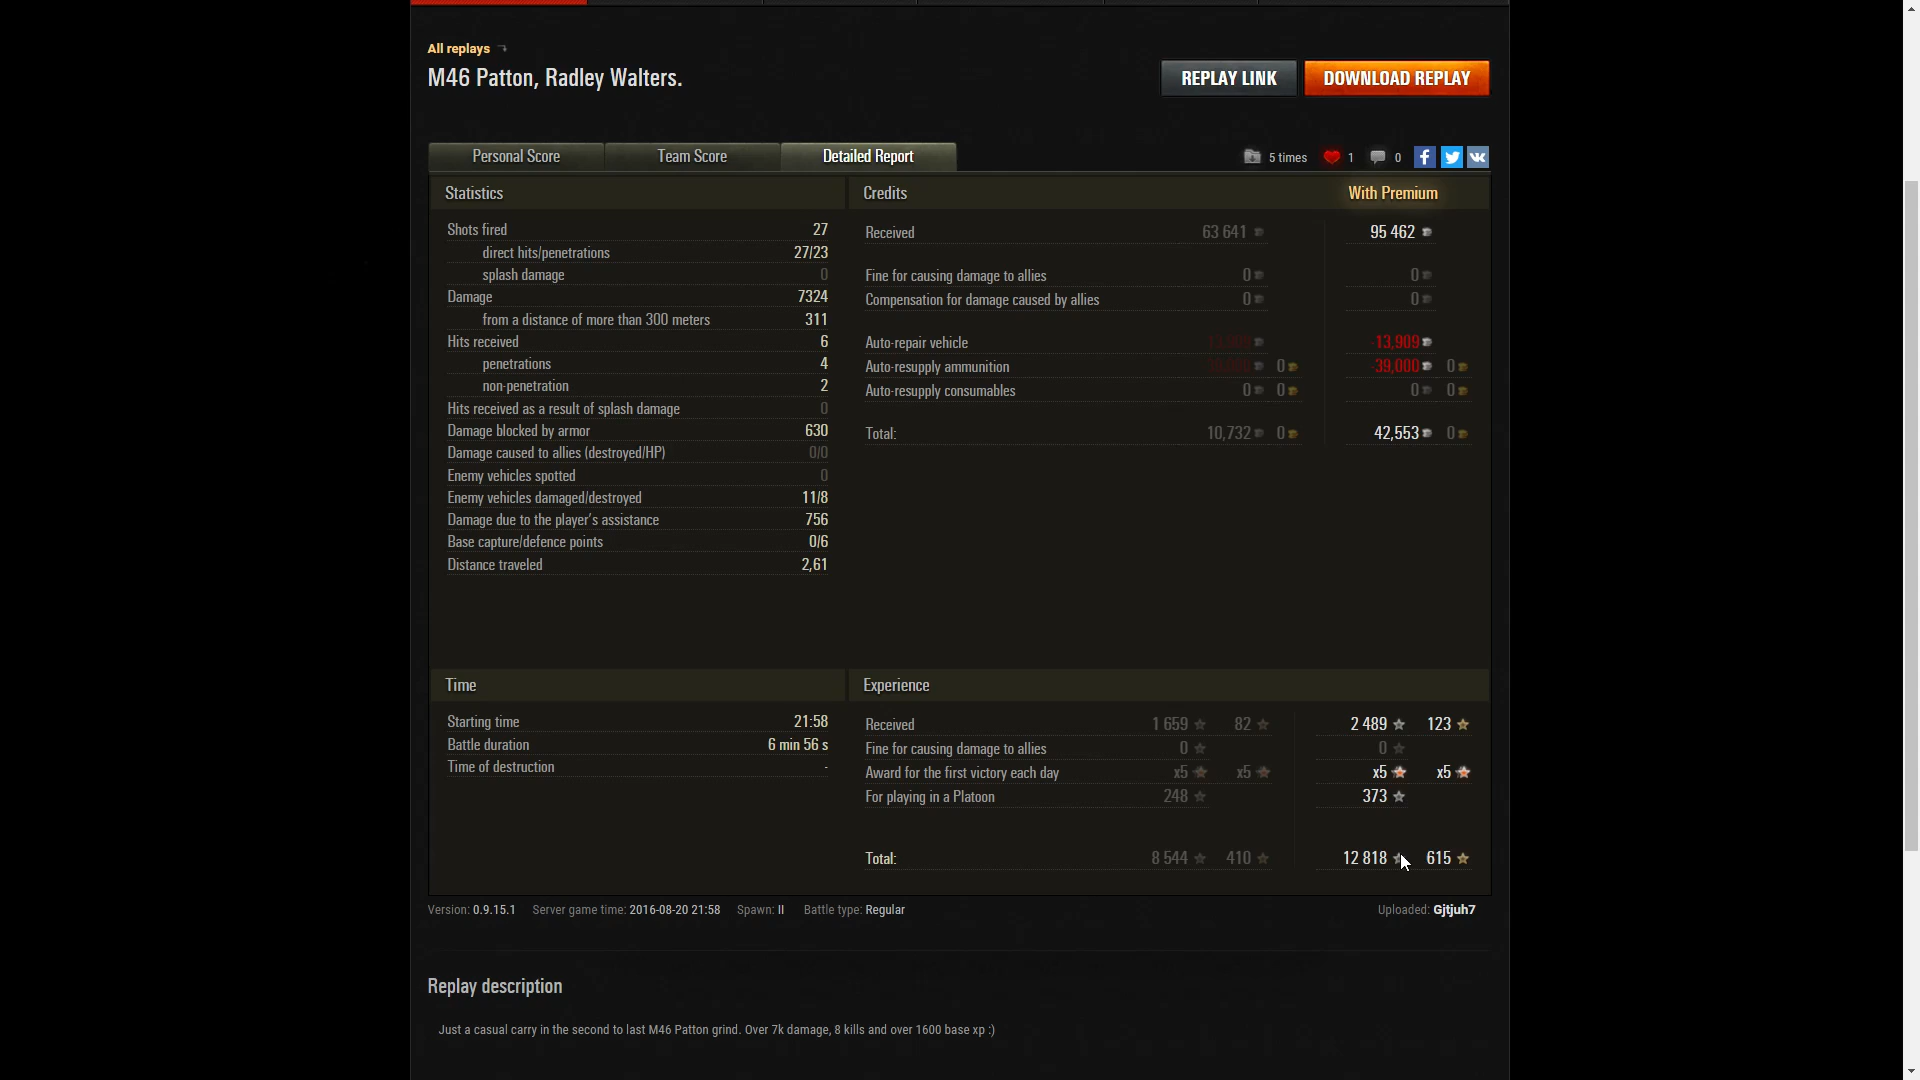 All replays
M46 Patton, Radley Walters.
REPLAY LINK
DOWNLOAD REPLAY
Personal Score
Team Score
Detailed Report
5 times
1
0
Statistics
Credits
With Premium
Shots fired 27
direct hits/penetrations 27/23
splash damage 0
Damage 7324
from a distance of more than 300 meters 311
Hits received 6
penetrations 4
non-penetration 2
Hits received as a result of splash damage 0
Damage blocked by armor 630
Damage caused to allies (destroyed/HP) 0/0
Enemy vehicles spotted 0
Enemy vehicles damaged/destroyed 11/8
Damage due to the player's assistance 756
Base capture/defence points 0/6
Distance traveled 2,61
Received 63 641 95 462
Fine for causing damage to allies 0 0
Compensation for damage caused by allies 0 0
Auto-repair vehicle -13,909
Auto-resupply ammunition 0 -39,000 0
Auto-resupply consumables 0 0 0 0
Total: 10,732 0 42,553 0
Time
Starting time 21:58
Battle duration 6 min 56 s
Time of destruction -
Experience
Received 1 659 82 2 489 123
Fine for causing damage to allies 0 0
Award for the first victory each day x5 x5 x5 x5
For playing in a Platoon 248 373
Total: 8 544 410 12 818 615
Version: 0.9.15.1 Server game time: 2016-08-20 21:58 Spawn: II Battle type: Regular
Uploaded: Gjtjuh7
Replay description
Just a casual carry in the second to last M46 Patton grind. Over 7k damage, 8 kills and over 1600 base xp :)